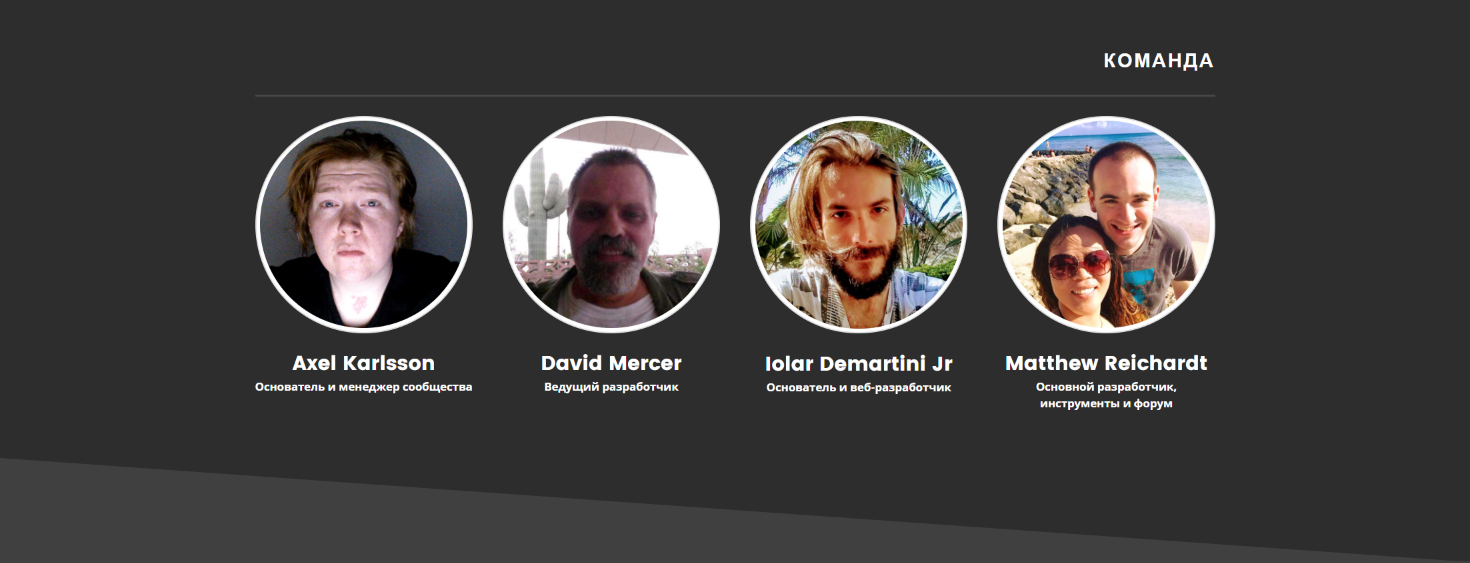 КОМАНДА
Axel Karlsson
Основатель и менеджер сообщества
David Mercer
Ведущий разработчик
Iolar Demartini Jr
Основатель и веб-разработчик
Matthew Reichardt
Основной разработчик,
инструменты и форум